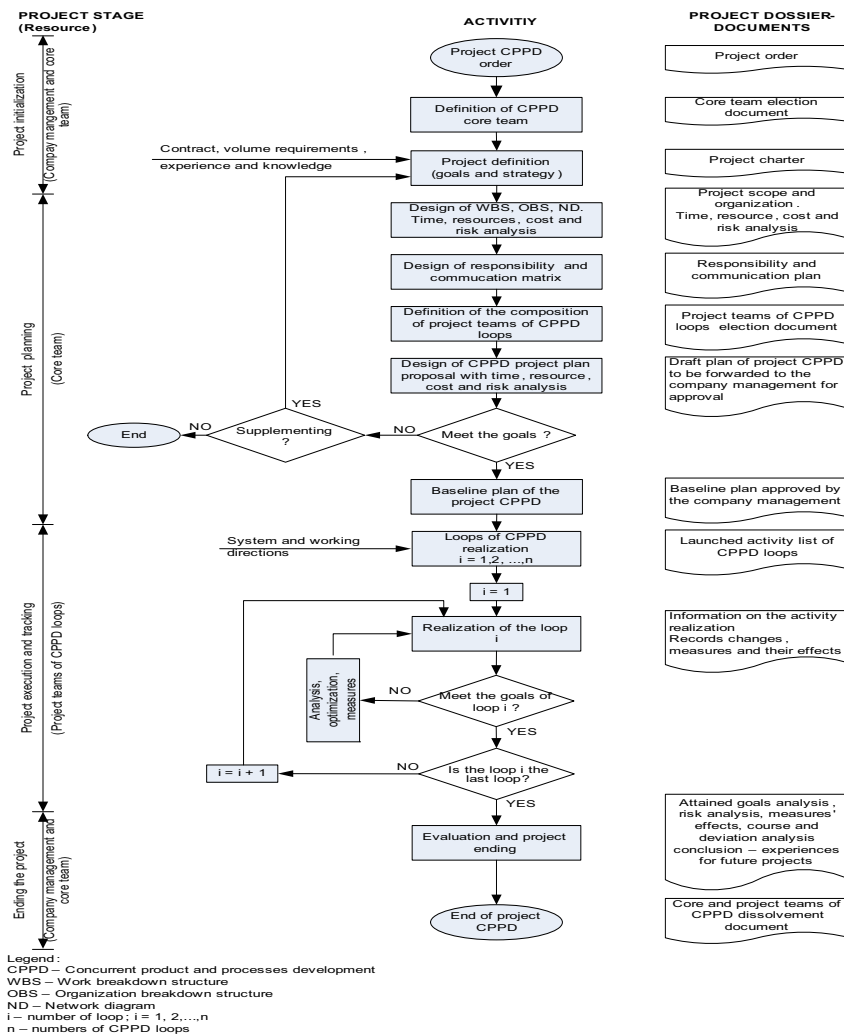 PROJECT STAGE
(Resource)
ACTIVITIY
PROJECT DOSSIER-
DOCUMENTS
Project initialization
(Compay mangement and core
team)
Project CPPD
order
Project order
Definition of CPPD
core team
Core team election
document
Contract, volume requirements ,
experience and knowledge
Project definition
(goals and strategy )
Project charter
Project planning
(Core team)
Design of WBS, OBS, ND.
Time, resources, cost and
risk analysis
Project scope and
organization .
Time, resource, cost and
risk analysis
Design of responsibility and
commucation matrix
Responsibility and
communication plan
Definition of the composition
of project teams of CPPD
loops
Project teams of CPPD
loops election document
Design of CPPD project plan
proposal with time, resource,
cost and risk analysis
Draft plan of project CPPD
to be forwarded to the
company management for
approval
End
NO
Supplementing
?
YES
NO
Meet the goals ?
YES
Baseline plan of the
project CPPD
Baseline plan approved by
the company management
Project execution and tracking
(Project teams of CPPD loops)
System and working
directions
Loops of CPPD
realization
i = 1,2, ...,n
Launched activity list of
CPPD loops
i = 1
Realization of the loop
i
Information on the activity
realization
Records changes ,
measures and their effects
Analysis,
optimization,
measures
NO
Meet the goals of
loop i ?
YES
i = i + 1
NO
Is the loop i the
last loop?
YES
Ending the project
(Company management and
core team)
Evaluation and project
ending
Attained goals analysis ,
risk analysis, measures'
effects, course and
deviation analysis
conclusion – experiences
for future projects
End of project
CPPD
Core and project teams of
CPPD dissolvement
document
Legend :
CPPD – Concurrent product and processes development
WBS – Work breakdown structure
OBS – Organization breakdown structure
ND – Network diagram
i – number of loop; i = 1, 2,...,n
n – numbers of CPPD loops